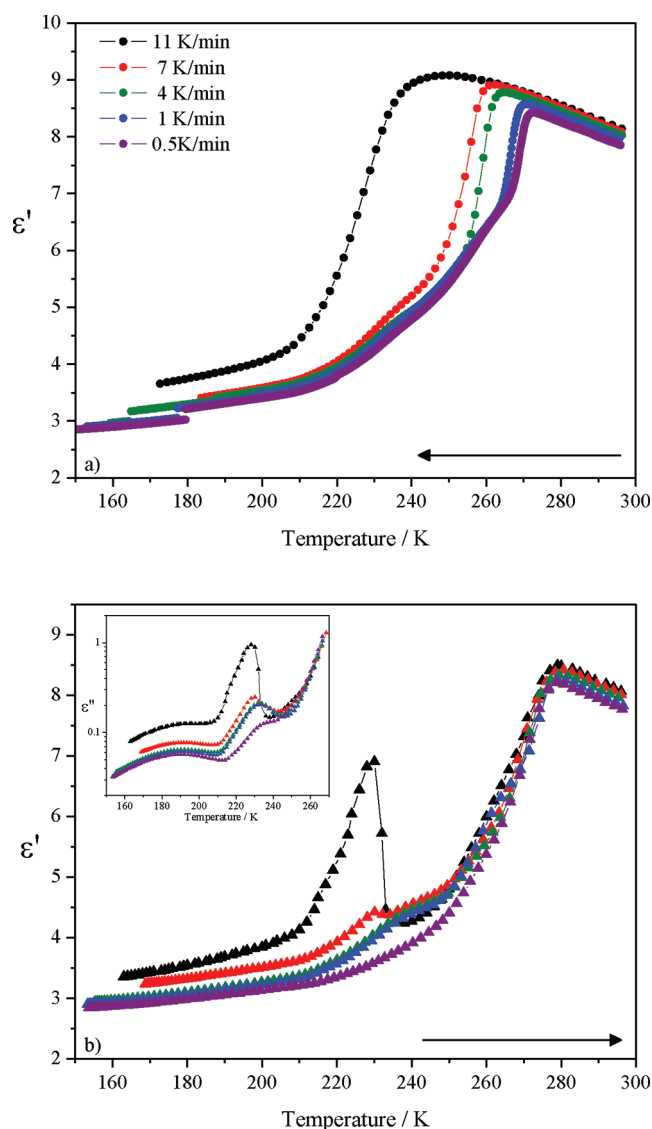 10
9
8
7
6
5
4
3
2
ε'
11 K/min
7 K/min
4 K/min
1 K/min
0.5K/min
a)
160 180 200 220 240 260 280 300
Temperature / K
9
8
7
6
5
4
3
2
ε'
1
0.1
ε''
160 180 200 220 240 260
Temperature / K
b)
160 180 200 220 240 260 280 300
Temperature / K